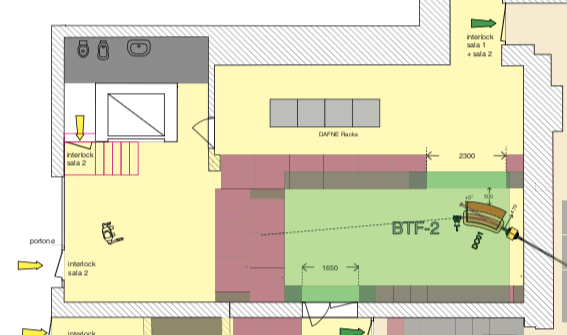 interlock
sala 1
+ sala 2
DAFNE Racks
2300
interlock
sala 2
500
BTF-2
DOS1
portone
interlock
sala 2
1650
interlock